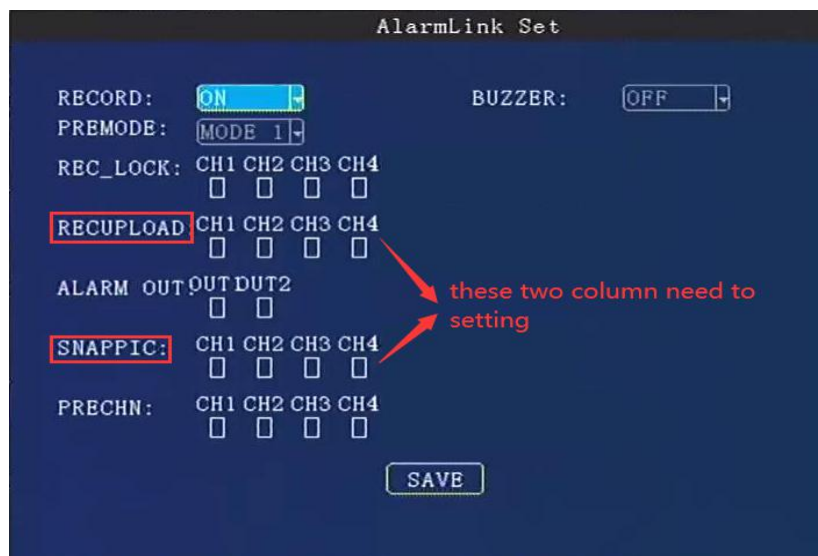 AlarmLink Set
RECORD: ON BUZZER: OFF
PREMODE: MODE 1
REC_LOCK: CH1 CH2 CH3 CH4
RECUPLOAD CH1 CH2 CH3 CH4
ALARM OUT OUT1 OUT2
these two column need to
setting
SNAPPIC: CH1 CH2 CH3 CH4
PRECHN: CH1 CH2 CH3 CH4
SAVE